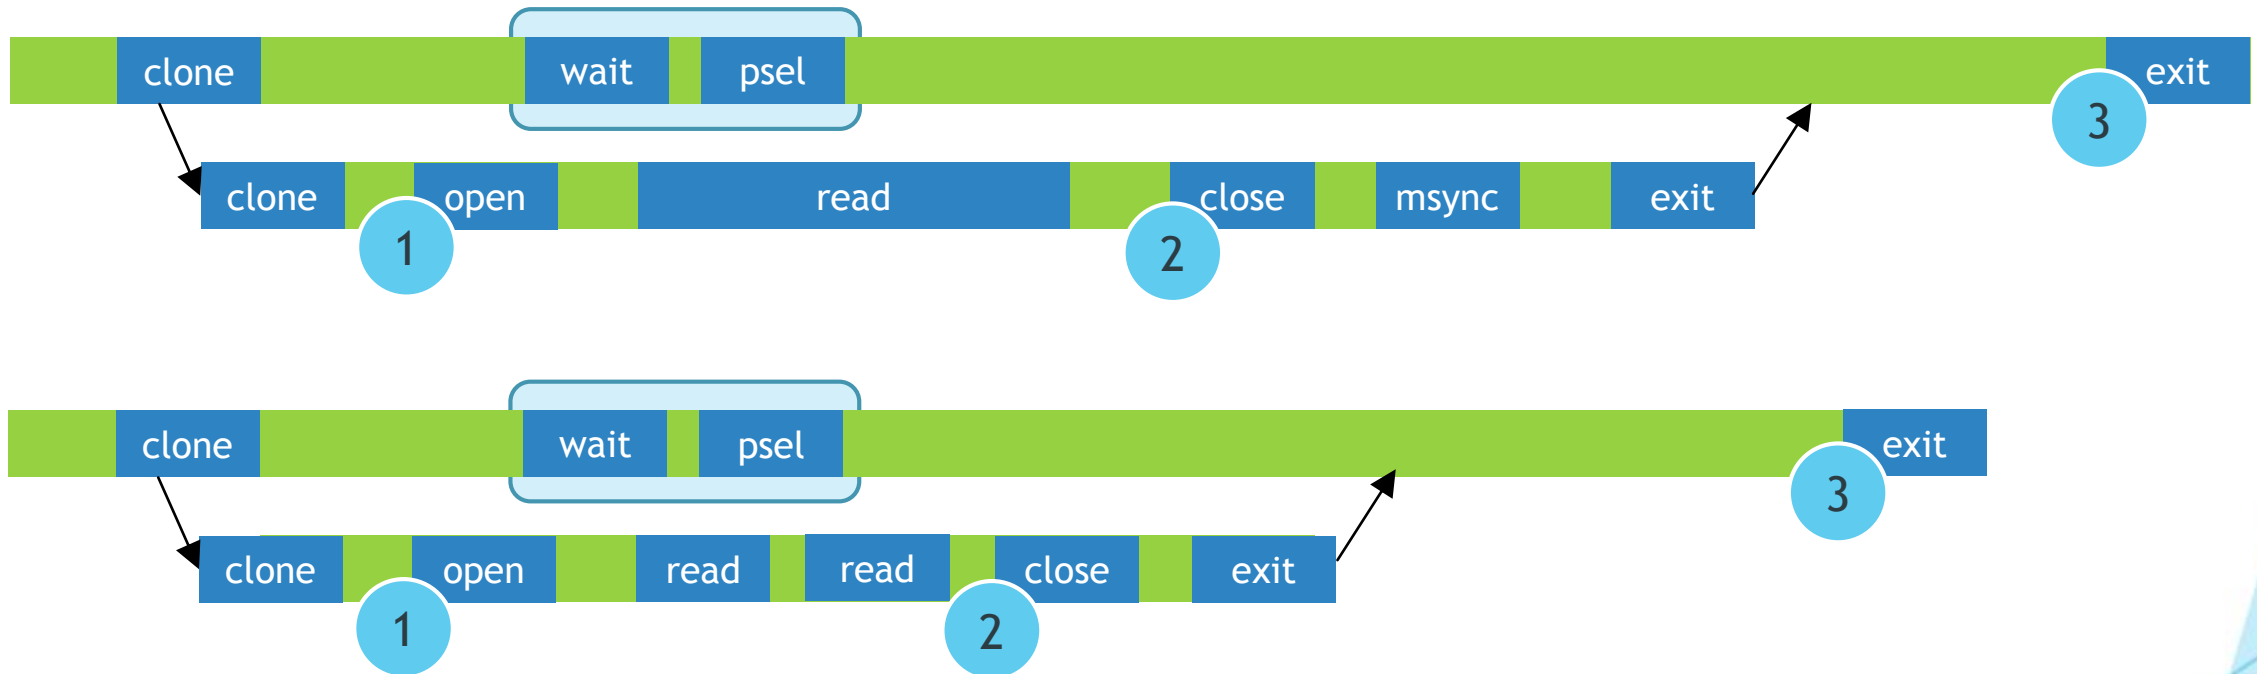 clone wait psel exit
3
clone open read close msync exit
1 2
clone wait psel exit
3
clone open read read close exit
1 2